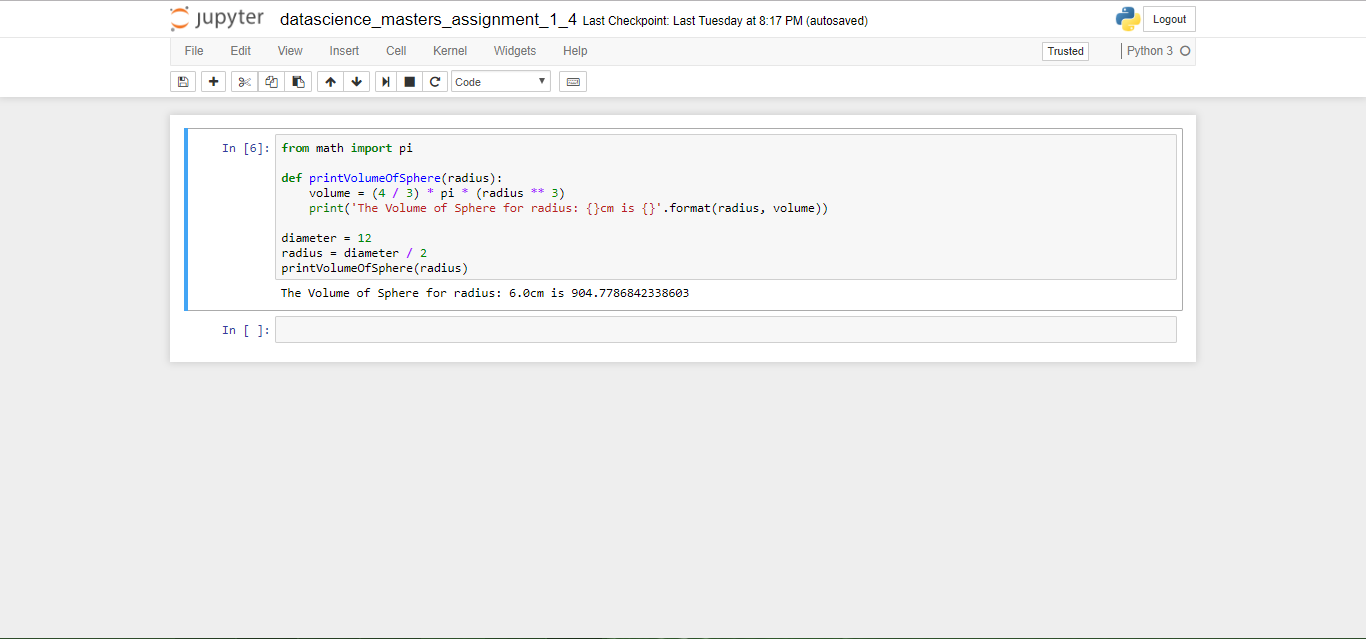 jupyter datascience_masters_assignment_1_4 Last Checkpoint: Last Tuesday at 8:17 PM (autosaved) Logout
File Edit View Insert Cell Kernel Widgets Help Trusted Python 3
Code
In [6]: from math import pi
def printVolumeOfSphere(radius):
    volume = (4 / 3) * pi * (radius ** 3)
    print('The Volume of Sphere for radius: {}cm is {}'.format(radius, volume))
diameter = 12
radius = diameter / 2
printVolumeOfSphere(radius)
The Volume of Sphere for radius: 6.0cm is 904.7786842338603
In [ ]: